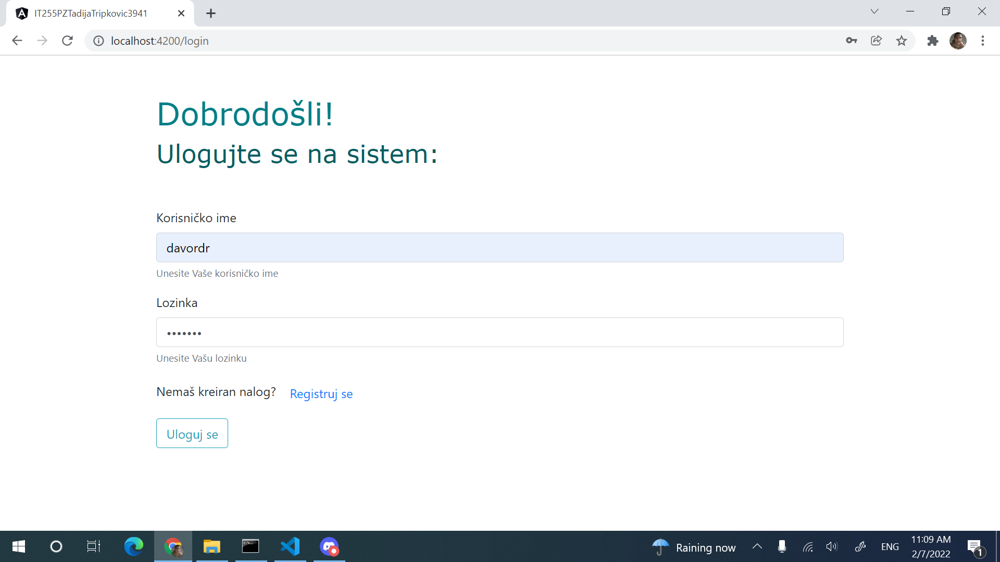 IT255PZTadijaTripkovic3941
localhost:4200/login
Dobrodošli!
Ulogujte se na sistem:
Korisničko ime
davordr
Unesite Vaše korisničko ime
Lozinka
•••••••
Unesite Vašu lozinku
Nemaš kreiran nalog? Registruj se
Uloguj se
Raining now
ENG
11:09 AM
2/7/2022
1